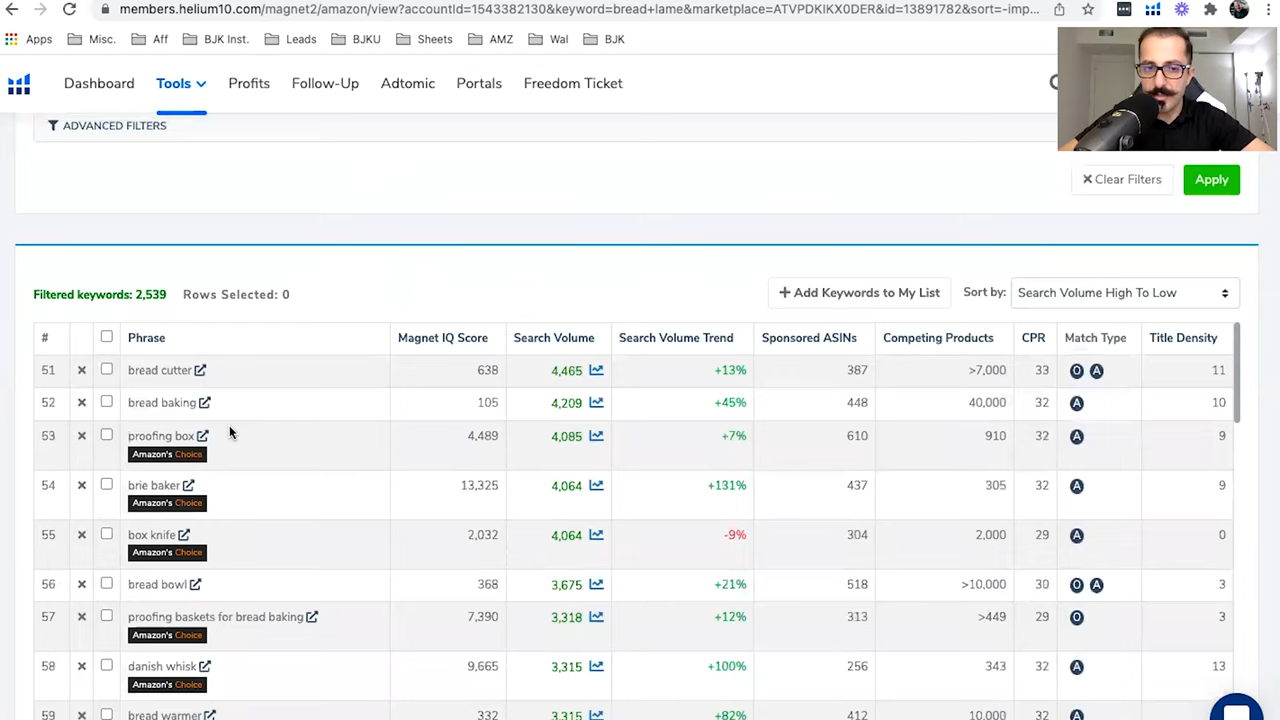 members.helium10.com/magnet2/amazon/view?accountId=1543382130&keyword=bread+lame&marketplace=ATVPDKIKX0DER&id=13891782&sort=-imp...
Apps Misc. Aff BJK Inst. Leads BJKU Sheets AMZ Wal BJK
Dashboard Tools Profits Follow-Up Adtomic Portals Freedom Ticket
ADVANCED FILTERS
Clear Filters Apply
Filtered keywords: 2,539 Rows Selected: 0 + Add Keywords to My List Sort by: Search Volume High To Low
# Phrase Magnet IQ Score Search Volume Search Volume Trend Sponsored ASINs Competing Products CPR Match Type Title Density
51 bread cutter 638 4,465 +13% 387 >7,000 33 O A 11
52 bread baking 105 4,209 +45% 448 40,000 32 A 10
53 proofing box 4,489 4,085 +7% 610 910 32 A 9
Amazon's Choice
54 brie baker 13,325 4,064 +131% 437 305 32 A 9
Amazon's Choice
55 box knife 2,032 4,064 -9% 304 2,000 29 A 0
Amazon's Choice
56 bread bowl 368 3,675 +21% 518 >10,000 30 O A 3
57 proofing baskets for bread baking 7,390 3,318 +12% 313 >449 29 O 3
Amazon's Choice
58 danish whisk 9,665 3,315 +100% 256 343 32 A 13
Amazon's Choice
59 bread warmer 332 3,315 +82% 412 10,000 32 A